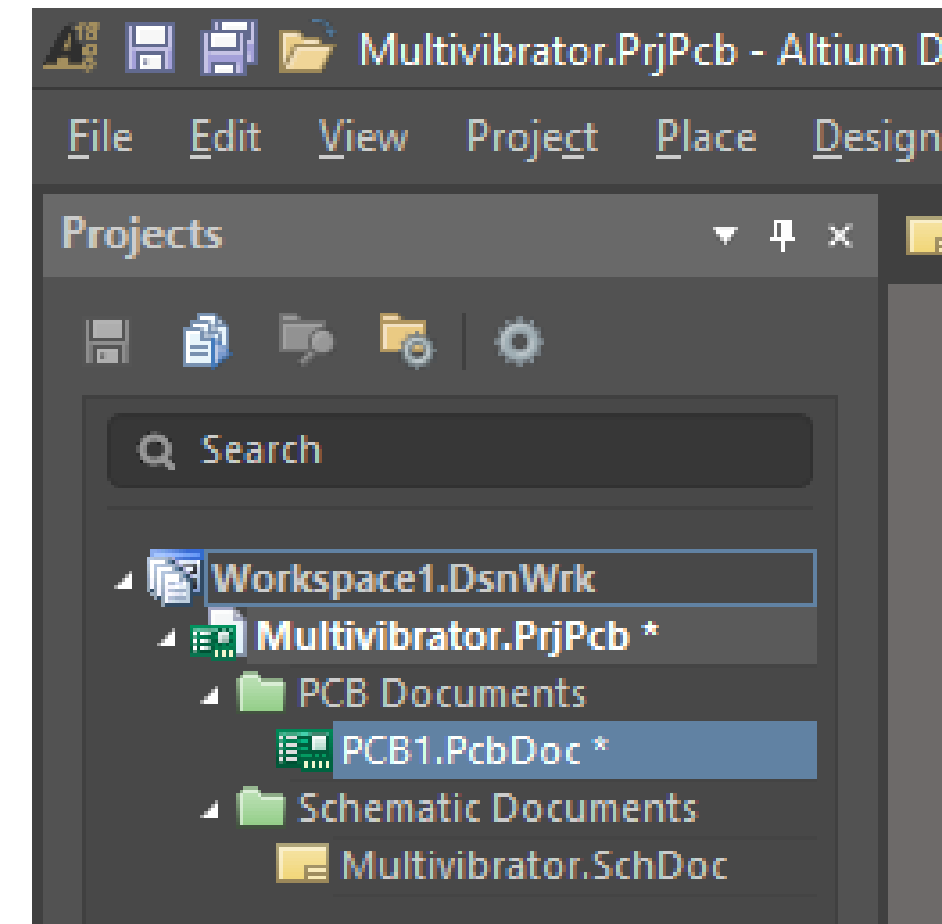 Multivibrator.PrjPcb - Altium D
File Edit View Project Place Design
Projects
Search
Workspace1.DsnWrk
Multivibrator.PrjPcb *
PCB Documents
PCB1.PcbDoc *
Schematic Documents
Multivibrator.SchDoc